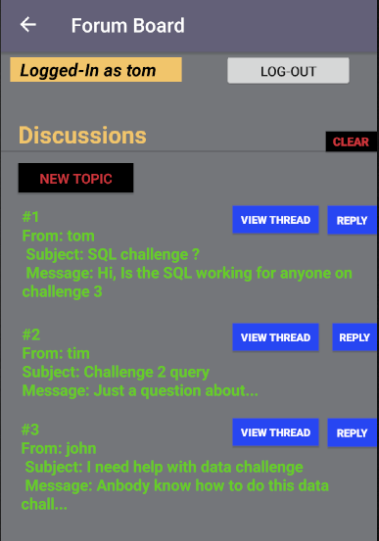 Forum Board
Logged-In as tom
LOG-OUT
Discussions
CLEAR
NEW TOPIC
#1
VIEW THREAD
REPLY
From: tom
Subject: SQL challenge ?
Message: Hi, Is the SQL working for anyone on
challenge 3
#2
VIEW THREAD
REPLY
From: tim
Subject: Challenge 2 query
Message: Just a question about...
#3
VIEW THREAD
REPLY
From: john
Subject: I need help with data challenge
Message: Anbody know how to do this data
chall...